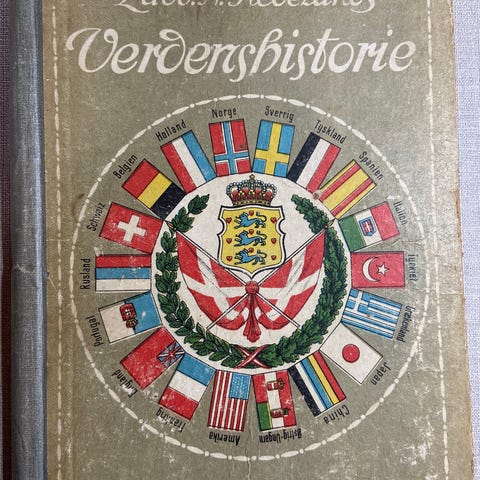 Verdenshistorie
Norge
Sverrig
Tyskland
Spanien
Italien
Tyrkiet
Grækenland
Japan
China
Østrig-Ungarn
Amerika
Frankrig
England
Portugal
Rusland
Schweiz
Belgien
Holland